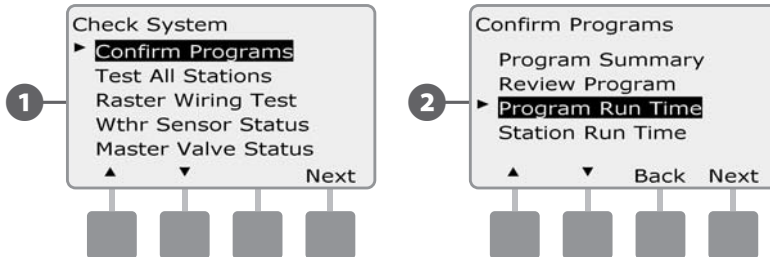 Check System
Confirm Programs
Test All Stations
Raster Wiring Test
Wthr Sensor Status
Master Valve Status
Next
1
Confirm Programs
Program Summary
Review Program
Program Run Time
Station Run Time
Back Next
2